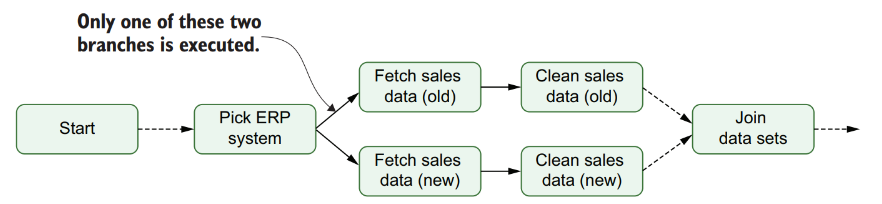 Only one of these two
branches is executed.
Start
Pick ERP
system
Fetch sales
data (old)
Clean sales
data (old)
Fetch sales
data (new)
Clean sales
data (new)
Join
data sets